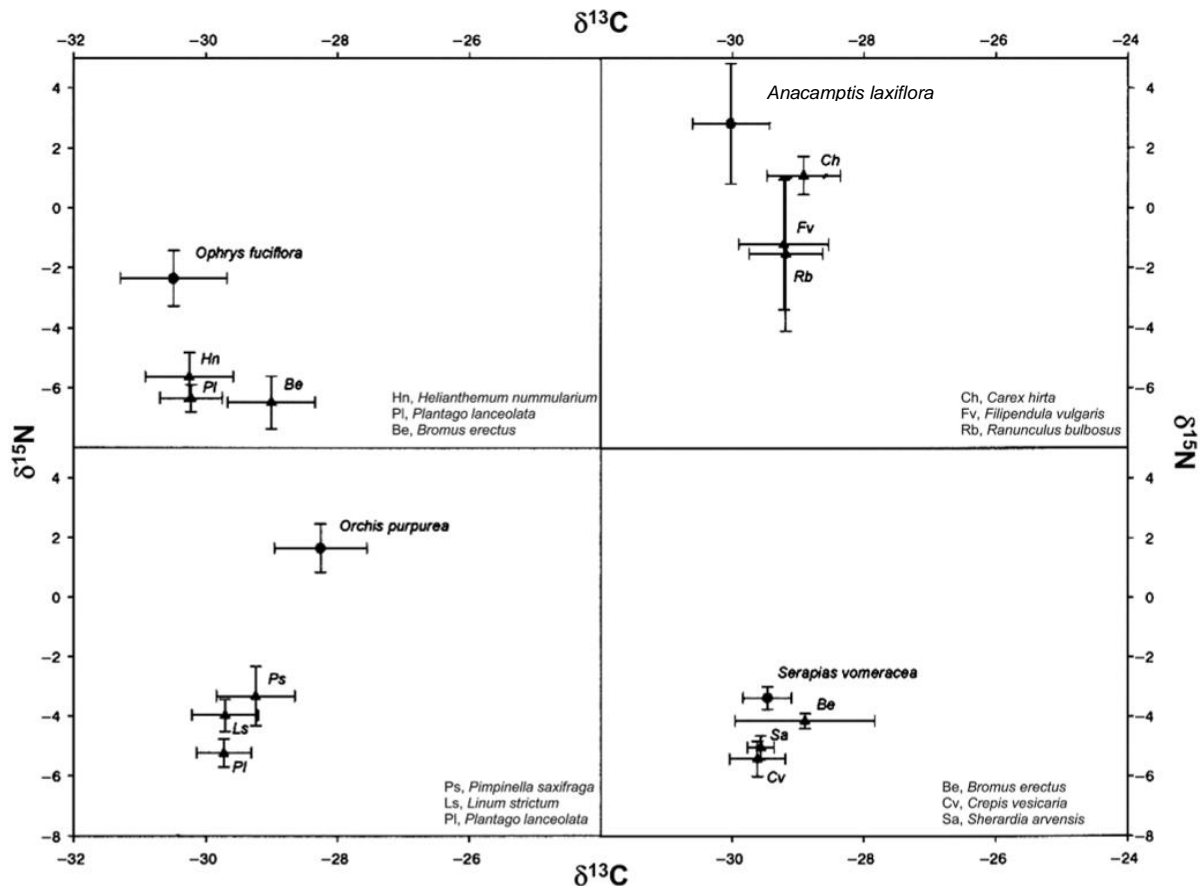 δ13C
−32 −30 −28 −26 −30 −28 −26 −24
4 Anacamptis laxiflora 4
2 Ch 2
0 Fv 0
−2 Ophrys fuciflora Rb −2
−4 −4
−6 Hn Pl Be −6
Hn, Helianthemum nummularium
Pl, Plantago lanceolata
Be, Bromus erectus
Ch, Carex hirta
Fv, Filipendula vulgaris
Rb, Ranunculus bulbosus
δ15N
δ15N
4 4
2 Orchis purpurea 2
0 0
−2 Ps Serapias vomeracea −2
−4 Ls Be Sa −4
−6 Pl Cv −6
−8 −8
Ps, Pimpinella saxifraga
Ls, Linum strictum
Pl, Plantago lanceolata
Be, Bromus erectus
Cv, Crepis vesicaria
Sa, Sherardia arvensis
−32 −30 −28 −26 −30 −28 −26 −24
δ13C